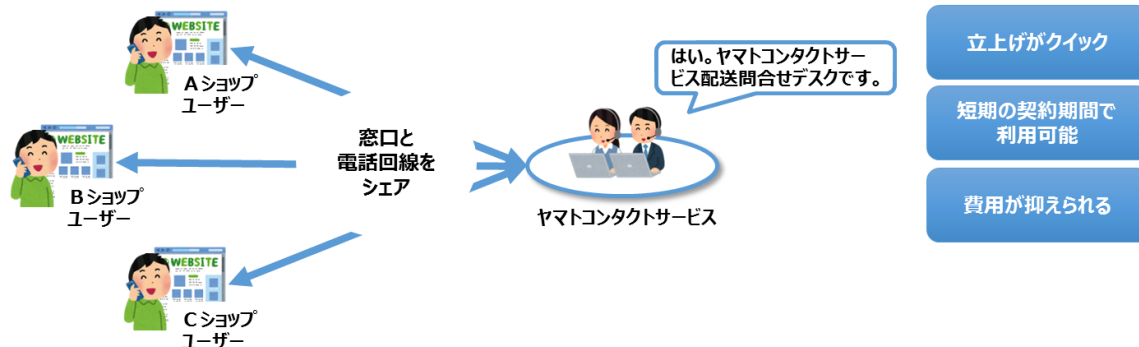 WEBSITE
Aショップ
ユーザー
WEBSITE
Bショップ
ユーザー
WEBSITE
Cショップ
ユーザー
窓口と
電話回線を
シェア
はい。ヤマトコンタクトサー
ビス配送問合せデスクです。
ヤマトコンタクトサービス
立上げがクイック
短期の契約期間で
利用可能
費用が抑えられる